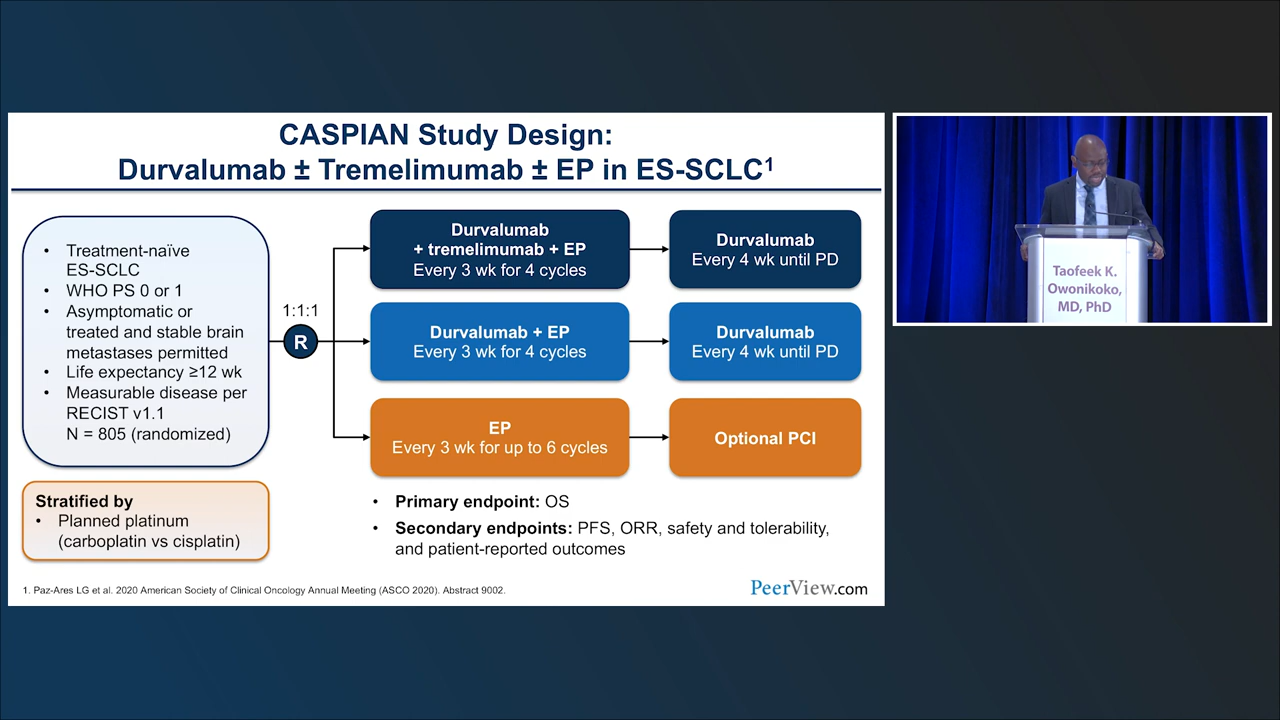 CASPIAN Study Design:
Durvalumab ± Tremelimumab ± EP in ES-SCLC1
• Treatment-naïve
ES-SCLC
• WHO PS 0 or 1
• Asymptomatic or
treated and stable brain
metastases permitted
• Life expectancy ≥12 wk
• Measurable disease per
RECIST v1.1
N = 805 (randomized)
Stratified by
• Planned platinum
(carboplatin vs cisplatin)
1:1:1
R
Durvalumab
+ tremelimumab + EP
Every 3 wk for 4 cycles
Durvalumab
Every 4 wk until PD
Durvalumab + EP
Every 3 wk for 4 cycles
Durvalumab
Every 4 wk until PD
EP
Every 3 wk for up to 6 cycles
Optional PCI
• Primary endpoint: OS
• Secondary endpoints: PFS, ORR, safety and tolerability,
and patient-reported outcomes
1. Paz-Ares LG et al. 2020 American Society of Clinical Oncology Annual Meeting (ASCO 2020). Abstract 9002.
PeerView.com
Taofeek K.
Owonikoko,
MD, PhD